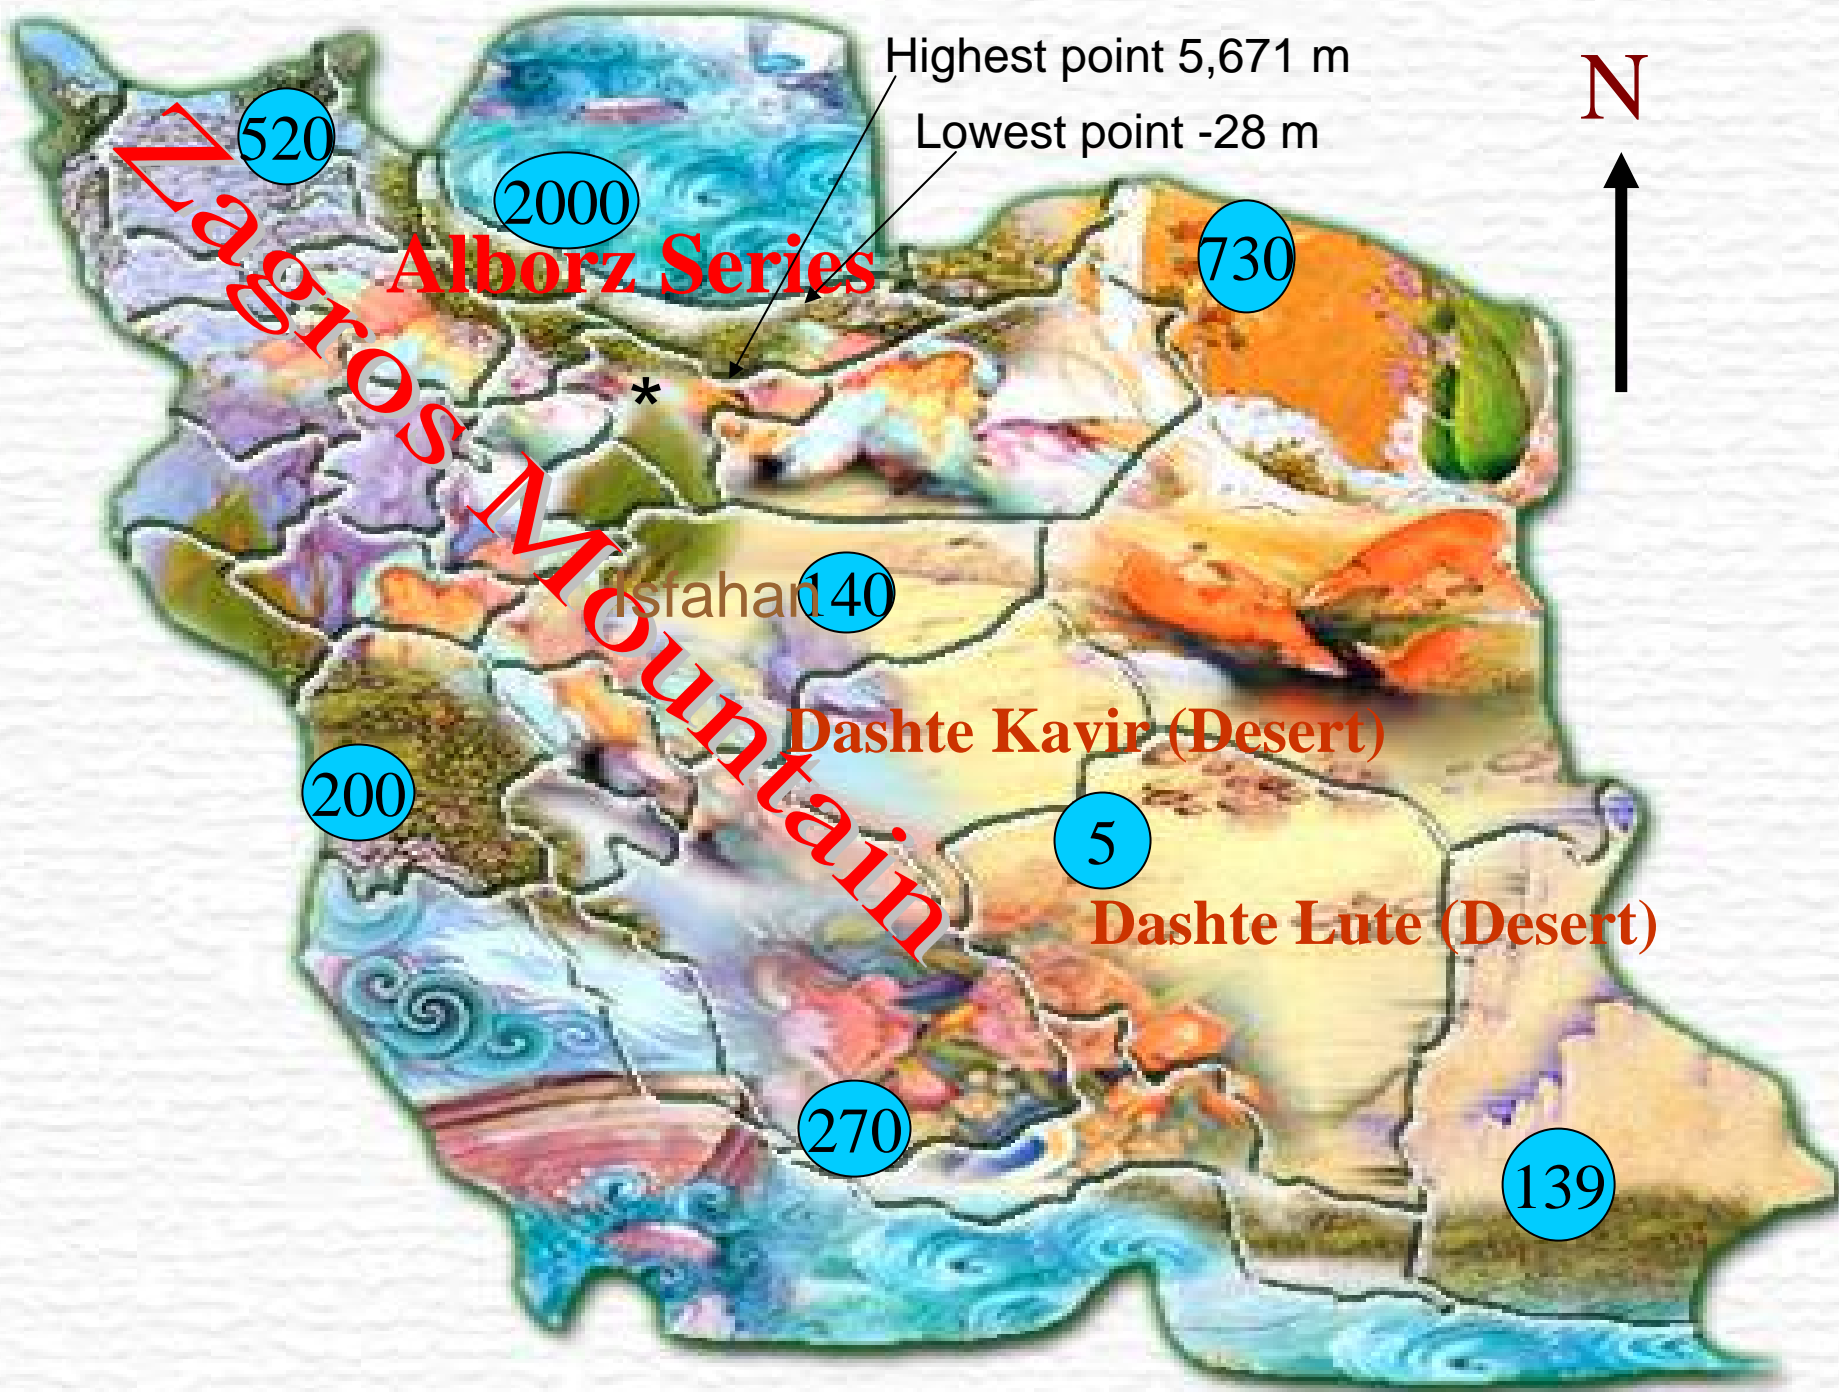 Highest point 5,671 m
N
Lowest point -28 m
520
2000
730
Alborz Series
Zagros Mountain
*
Isfahan
140
Dashte Kavir (Desert)
200
5
Dashte Lute (Desert)
270
139